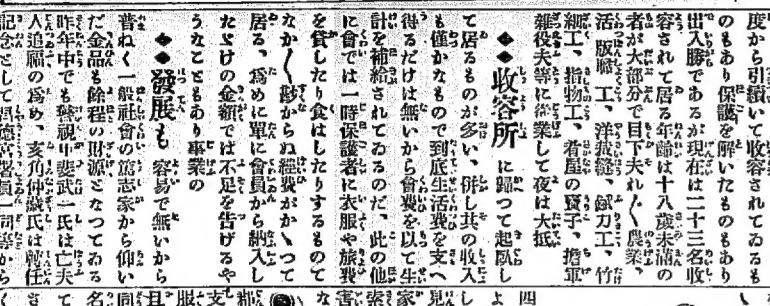 度から引續いて收容されてゐるも
のもあり保護を解いたものもあり
出入勝であるが現在は二十三名收
容されて居る年齡は十八歳未滿の
者が大部分で目下夫れ〳〵農業、
活版職工、洋裁縫、錻力工、竹
細工、指物工、肴屋の寶子、擔軍
雜役夫等に從業して夜は大抵
◆◆收容所 に歸つて起臥し
て居るものが多い、併し其の收入
も僅かなもので到底生活費を支へ
得るだけは無いから會費を以て生
計を補給されてゐるのだ、此の他
に會では一時保護者に衣服や旅費
を貸したり食はしたりするもので
なか〳〵尠からぬ經費がかゝつて
居る、爲めに單に會員から納入し
たゞけの金額では不足を告げるや
うなこともあり事業の
◆◆發展も 容易で無いから
普ねく一般社會の篤志家から仰い
だ金品も餘程の財源となつてゐる
昨年中でも警視甲斐武一氏は亡夫
人追福の爲め、亥角仲藏氏は轉任
記念として